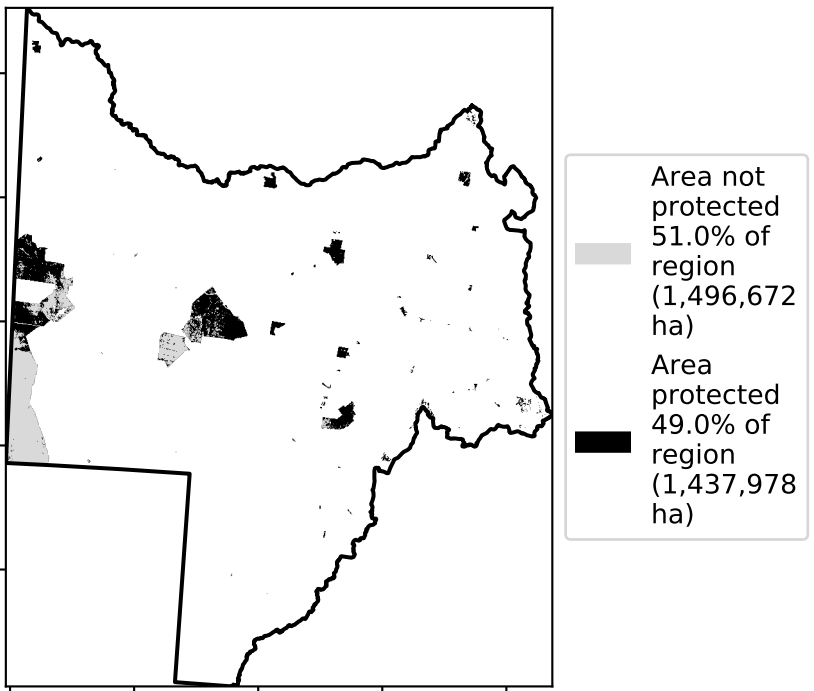 Area not
protected
51.0% of
region
(1,496,672
ha)
Area
protected
49.0% of
region
(1,437,978
ha)